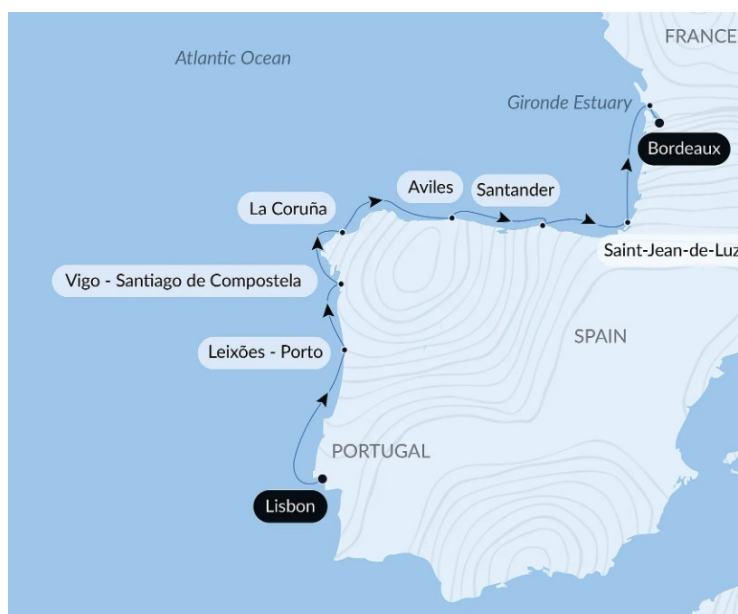 FRANCE
Atlantic Ocean
Gironde Estuary
Bordeaux
Aviles
Santander
La Coruña
Saint-Jean-de-Luz
Vigo - Santiago de Compostela
SPAIN
Leixões - Porto
PORTUGAL
Lisbon